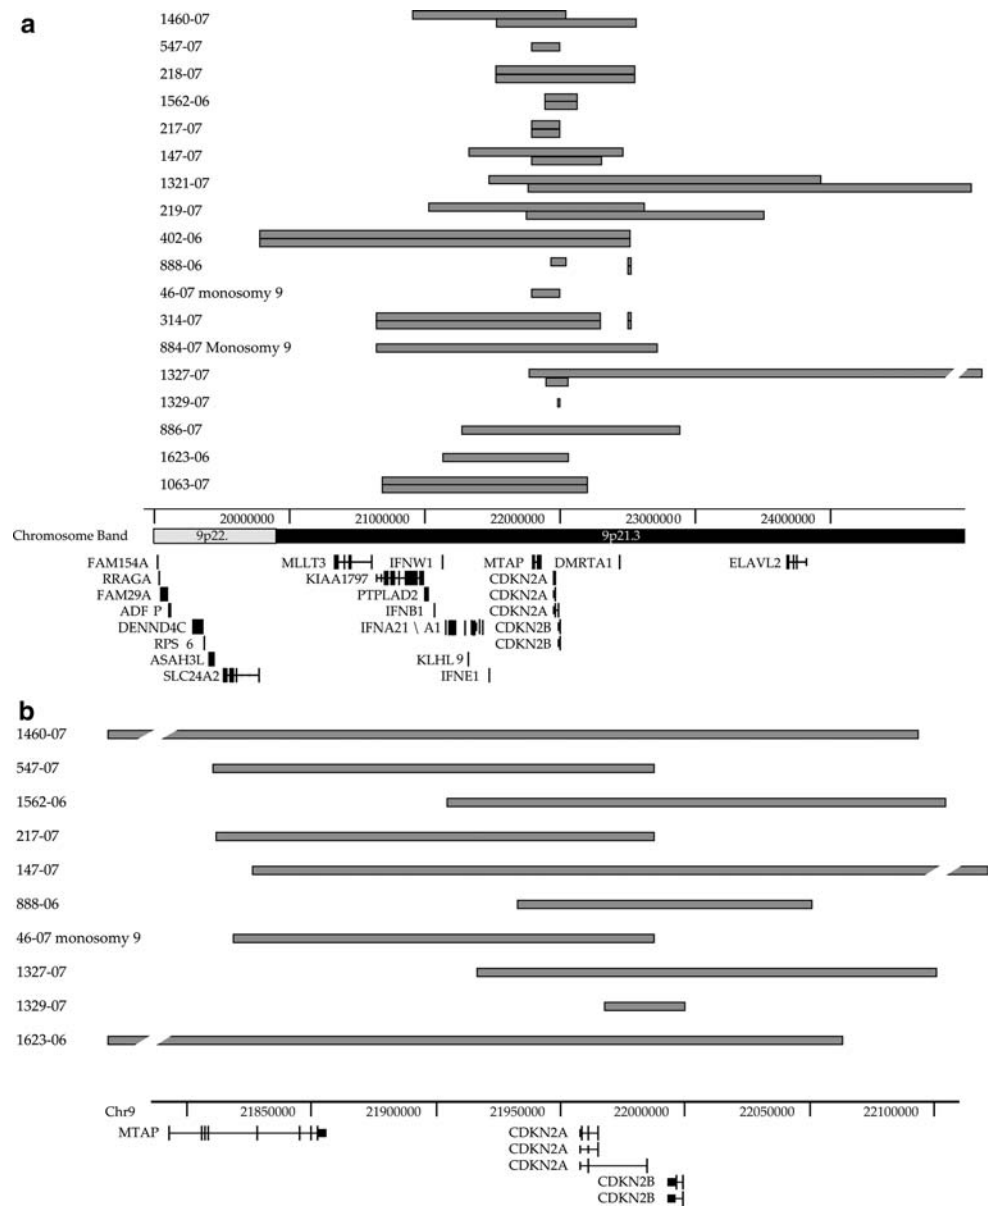 a
1460-07
547-07
218-07
1562-06
217-07
147-07
1321-07
219-07
402-06
888-06
46-07 monosomy 9
314-07
884-07 Monosomy 9
1327-07
1329-07
886-07
1623-06
1063-07
20000000 21000000 22000000 23000000 24000000
Chromosome Band 9p22. 9p21.3
FAM154A MLLT3 IFNW1 MTAP DMRTA1 ELAVL2
RRAGA KIAA1797 CDKN2A
FAM29A PTPLAD2 CDKN2A
ADF P IFNB1 CDKN2A
DENND4C IFNA21 \ A1 CDKN2B
RPS 6 CDKN2B
ASAH3L KLHL 9
SLC24A2 IFNE1
b
1460-07
547-07
1562-06
217-07
147-07
888-06
46-07 monosomy 9
1327-07
1329-07
1623-06
Chr9 21850000 21900000 21950000 22000000 22050000 22100000
MTAP CDKN2A
CDKN2A
CDKN2A
CDKN2B
CDKN2B